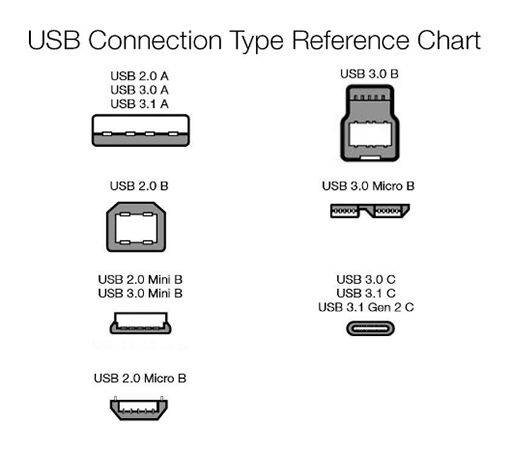 USB Connection Type Reference Chart
USB 2.0 A
USB 3.0 A
USB 3.1 A
USB 3.0 B
USB 2.0 B
USB 3.0 Micro B
USB 2.0 Mini B
USB 3.0 Mini B
USB 3.0 C
USB 3.1 C
USB 3.1 Gen 2 C
USB 2.0 Micro B